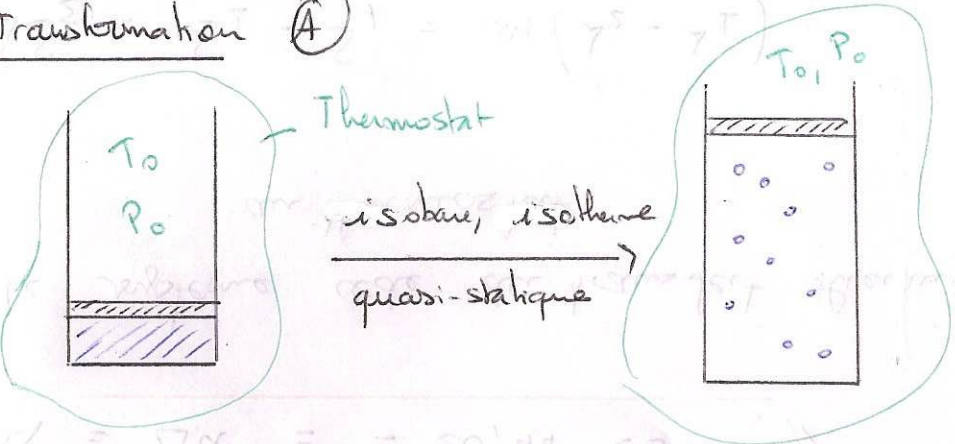 Transformation (A)
T₀, P₀
Thermostat
T₀
P₀
isobare, isotherme
quasi-statique